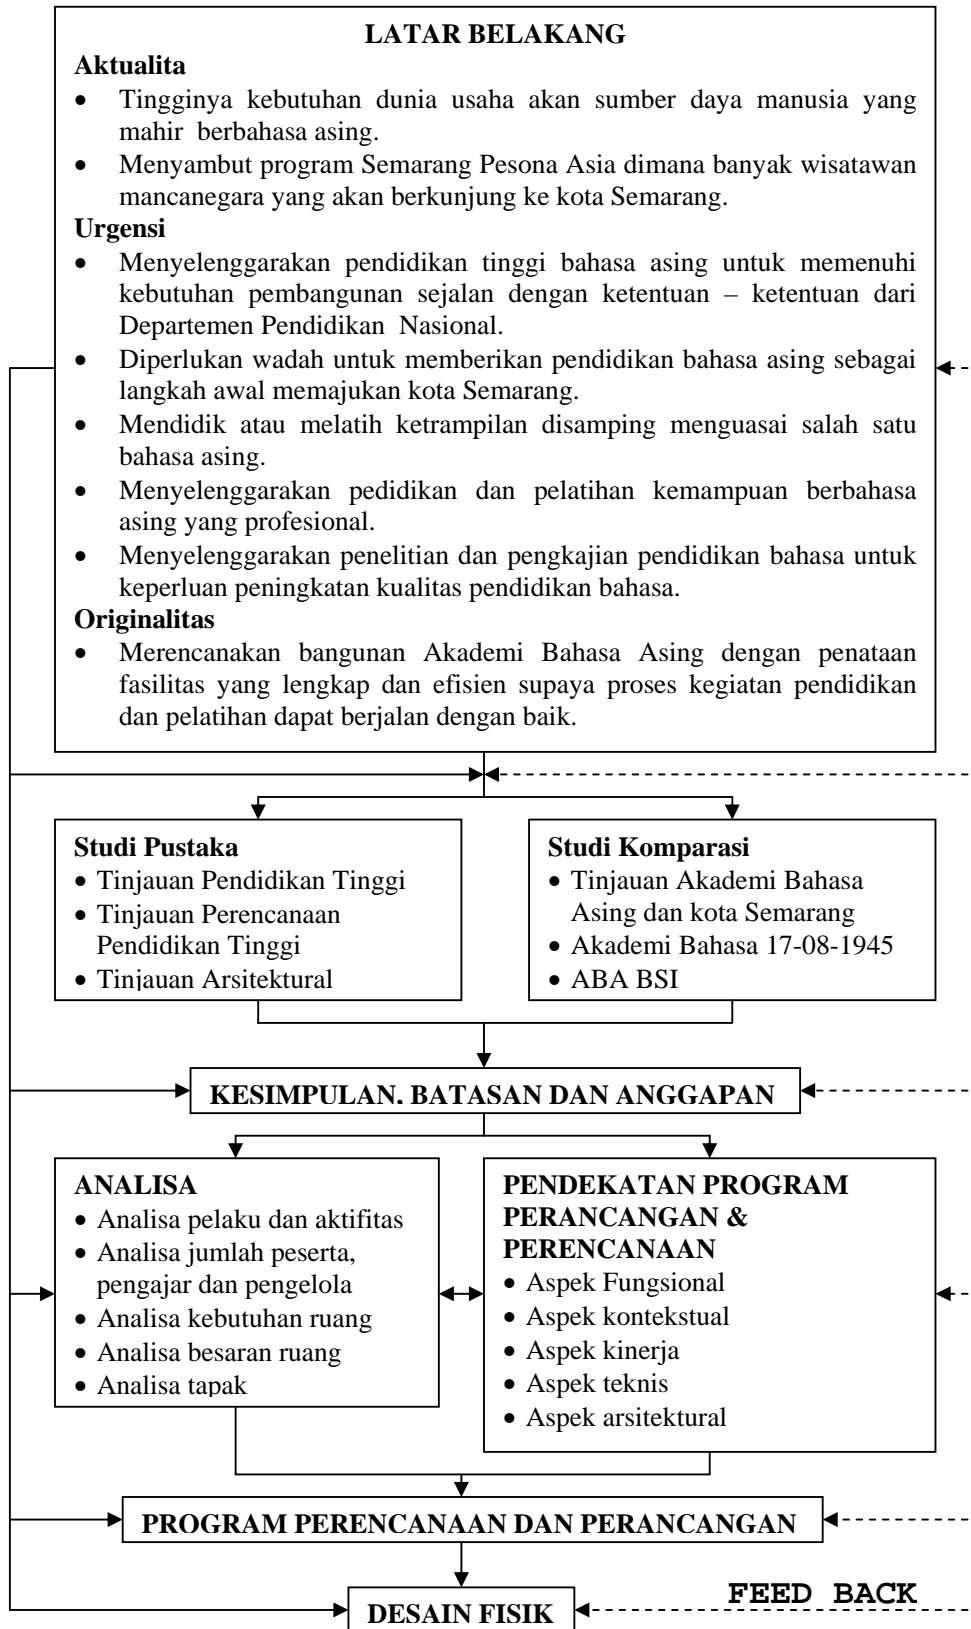 LATAR BELAKANG
Aktualita
• Tingginya kebutuhan dunia usaha akan sumber daya manusia yang
mahir berbahasa asing.
• Menyambut program Semarang Pesona Asia dimana banyak wisatawan
mancanegara yang akan berkunjung ke kota Semarang.
Urgensi
• Menyelenggarakan pendidikan tinggi bahasa asing untuk memenuhi
kebutuhan pembangunan sejalan dengan ketentuan – ketentuan dari
Departemen Pendidikan Nasional.
• Diperlukan wadah untuk memberikan pendidikan bahasa asing sebagai
langkah awal memajukan kota Semarang.
• Mendidik atau melatih ketrampilan disamping menguasai salah satu
bahasa asing.
• Menyelenggarakan pedidikan dan pelatihan kemampuan berbahasa
asing yang profesional.
• Menyelenggarakan penelitian dan pengkajian pendidikan bahasa untuk
keperluan peningkatan kualitas pendidikan bahasa.
Originalitas
• Merencanakan bangunan Akademi Bahasa Asing dengan penataan
fasilitas yang lengkap dan efisien supaya proses kegiatan pendidikan
dan pelatihan dapat berjalan dengan baik.
Studi Pustaka
• Tinjauan Pendidikan Tinggi
• Tinjauan Perencanaan
Pendidikan Tinggi
• Tinjauan Arsitektural
Studi Komparasi
• Tinjauan Akademi Bahasa
Asing dan kota Semarang
• Akademi Bahasa 17-08-1945
• ABA BSI
KESIMPULAN, BATASAN DAN ANGGAPAN
ANALISA
• Analisa pelaku dan aktifitas
• Analisa jumlah peserta,
pengajar dan pengelola
• Analisa kebutuhan ruang
• Analisa besaran ruang
• Analisa tapak
PENDEKATAN PROGRAM
PERANCANGAN &
PERENCANAAN
• Aspek Fungsional
• Aspek kontekstual
• Aspek kinerja
• Aspek teknis
• Aspek arsitektural
PROGRAM PERENCANAAN DAN PERANCANGAN
FEED BACK
DESAIN FISIK